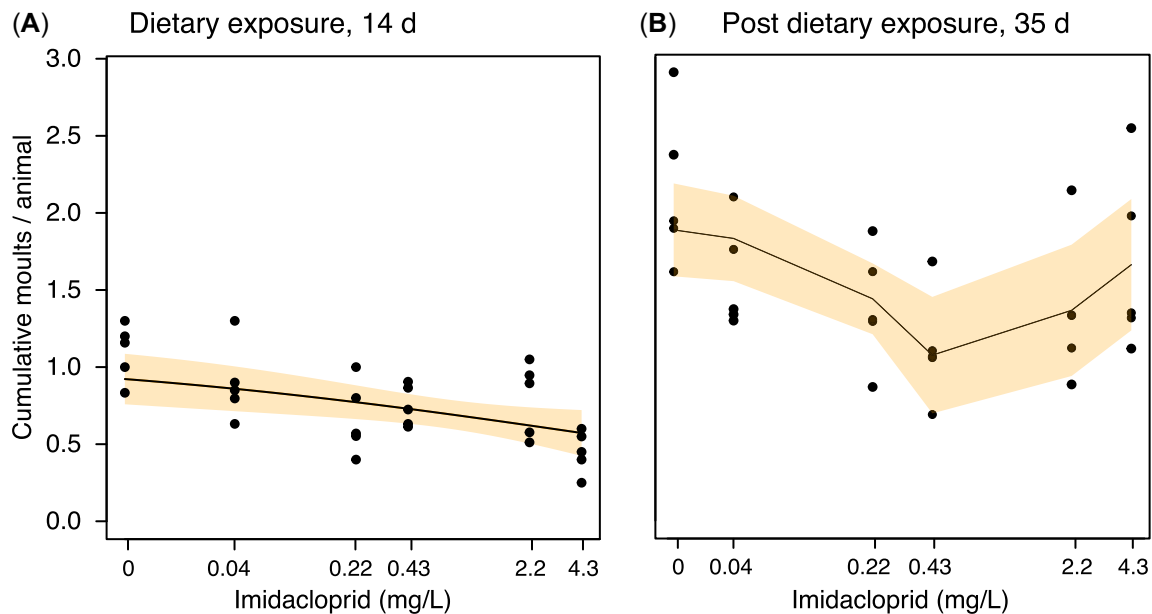 (A) Dietary exposure, 14 d
(B) Post dietary exposure, 35 d
Cumulative moults / animal
3.0
2.5
2.0
1.5
1.0
0.5
0.0
0 0.04 0.22 0.43 2.2 4.3
Imidacloprid (mg/L)
0 0.04 0.22 0.43 2.2 4.3
Imidacloprid (mg/L)